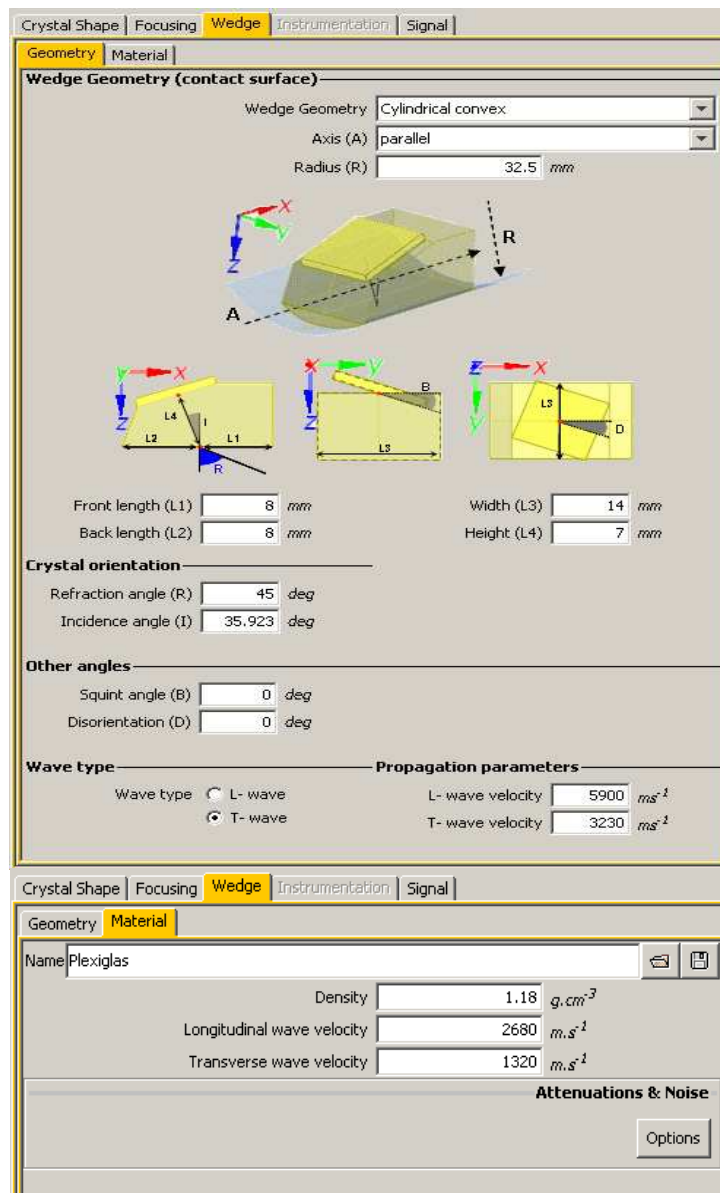 Crystal Shape Focusing Wedge Instrumentation Signal
Geometry Material
Wedge Geometry (contact surface)
Wedge Geometry Cylindrical convex
Axis (A) parallel
Radius (R) 32.5 mm
X
Y
Z
R
A
Y X
Z
L4
I
L2 L1
R
X Y
Z
B
L3
Z X
Y
L3
D
Front length (L1) 8 mm Width (L3) 14 mm
Back length (L2) 8 mm Height (L4) 7 mm
Crystal orientation
Refraction angle (R) 45 deg
Incidence angle (I) 35.923 deg
Other angles
Squint angle (B) 0 deg
Disorientation (D) 0 deg
Wave type Propagation parameters
Wave type L- wave L- wave velocity 5900 ms-1
T- wave T- wave velocity 3230 ms-1
Crystal Shape Focusing Wedge Instrumentation Signal
Geometry Material
Name Plexiglas
Density 1.18 g.cm-3
Longitudinal wave velocity 2680 m.s-1
Transverse wave velocity 1320 m.s-1
Attenuations & Noise
Options